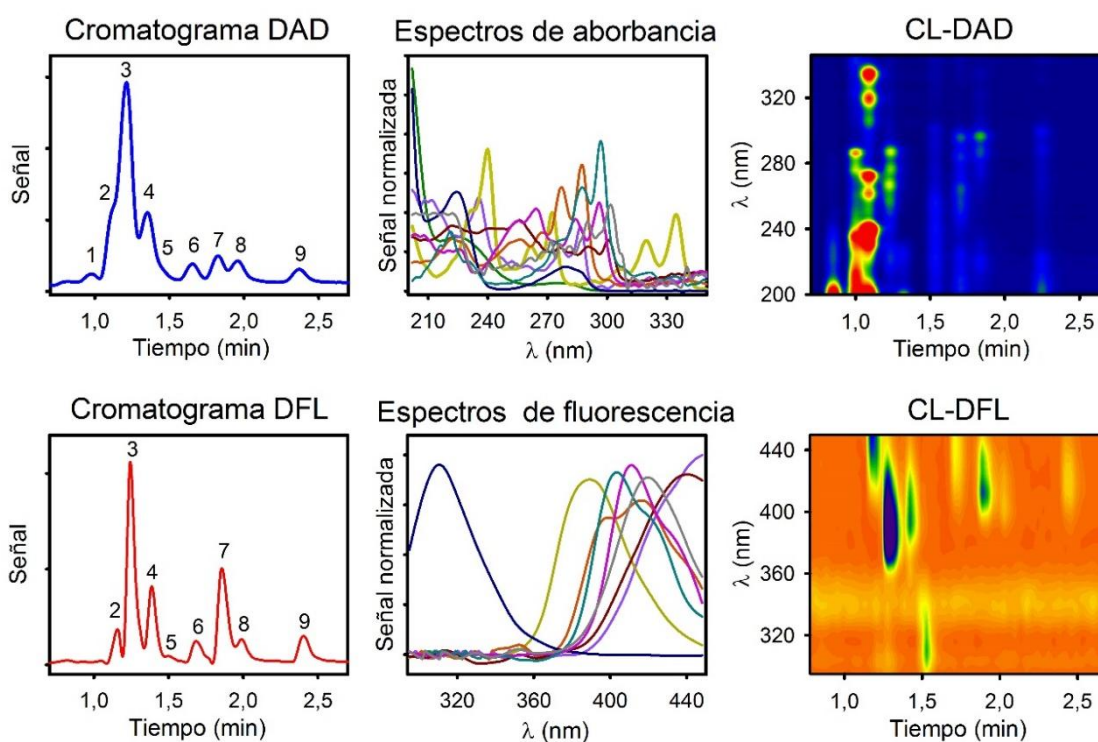 Cromatograma DAD
Señal
1 2 3 4 5 6 7 8 9
1,0 1,5 2,0 2,5
Tiempo (min)
Espectros de aborbancia
Señal normalizada
210 240 270 300 330
λ (nm)
CL-DAD
λ (nm)
320
280
240
200
1,0 1,5 2,0 2,5
Tiempo (min)
Cromatograma DFL
Señal
2 3 4 5 6 7 8 9
1,0 1,5 2,0 2,5
Tiempo (min)
Espectros de fluorescencia
Señal normalizada
320 360 400 440
λ (nm)
CL-DFL
λ (nm)
440
400
360
320
1,0 1,5 2,0 2,5
Tiempo (min)